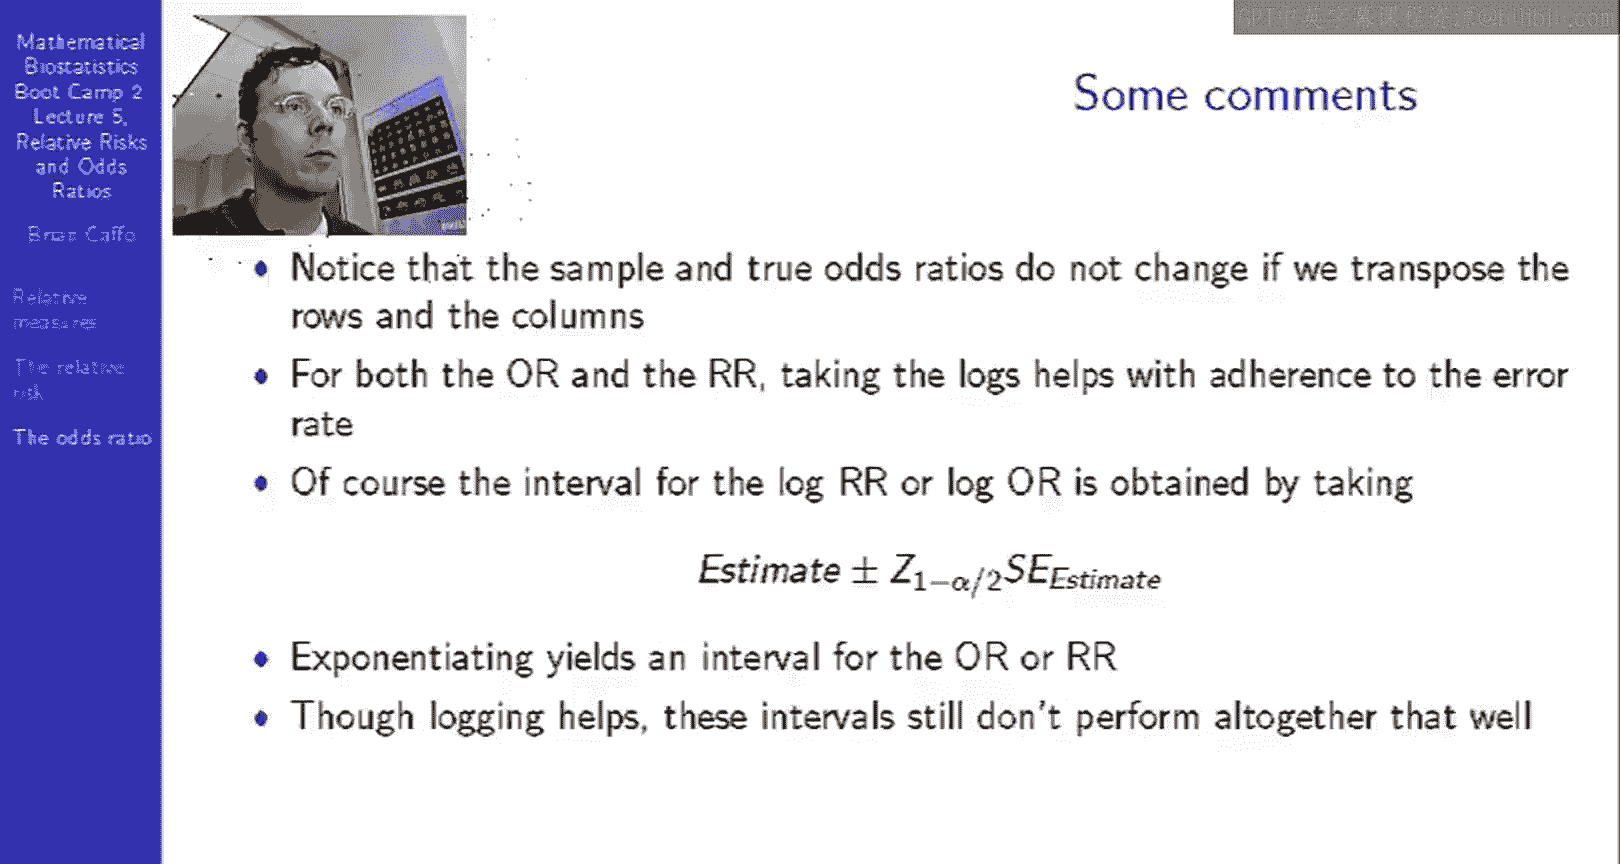 Mathematical
Biostatistics
Boot Camp 2
Lecture 5,
Relative Risks
and Odds
Ratios
Brian Caffo
Relative
measures
The relative
risk
The odds ratio
Some comments
Notice that the sample and true odds ratios do not change if we transpose the
rows and the columns
For both the OR and the RR, taking the logs helps with adherence to the error
rate
Of course the interval for the log RR or log OR is obtained by taking
Estimate ± Z_{1−α/2}SE_{Estimate}
Exponentiating yields an interval for the OR or RR
Though logging helps, these intervals still don't perform altogether that well